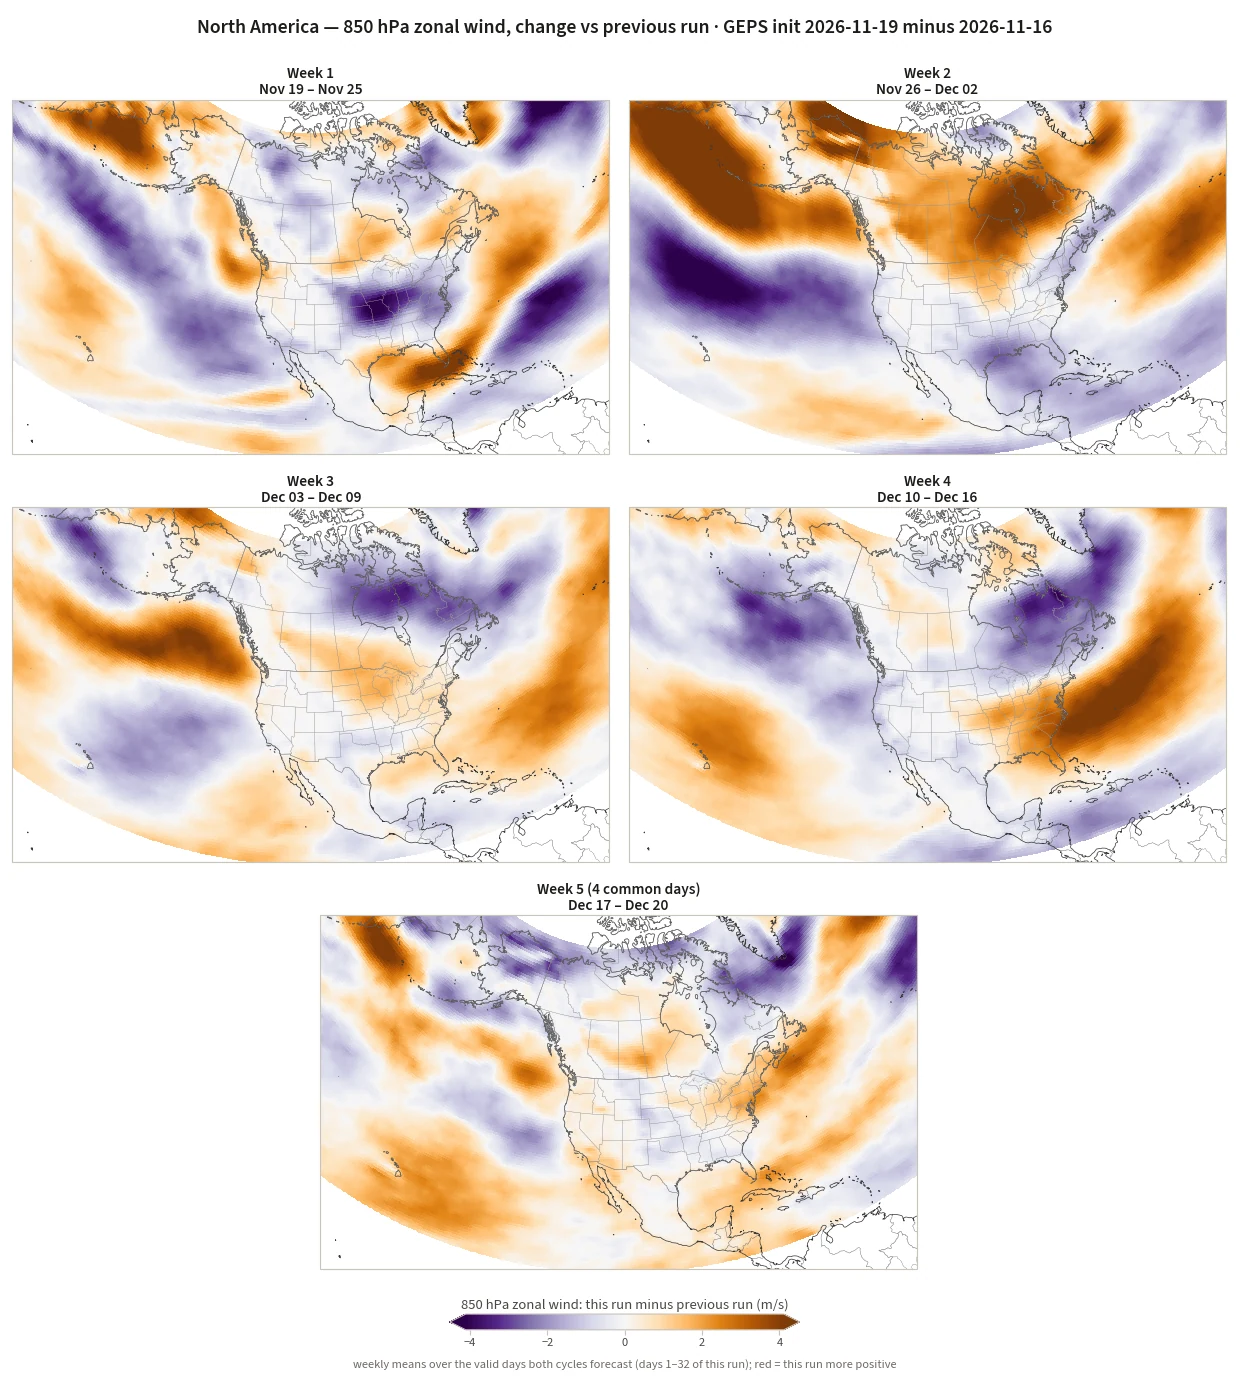 North America — 850 hPa zonal wind, change vs previous run · GEPS init 2026-11-19 minus 2026-11-16
Week 1
Nov 19 – Nov 25
Week 2
Nov 26 – Dec 02
Week 3
Dec 03 – Dec 09
Week 4
Dec 10 – Dec 16
Week 5 (4 common days)
Dec 17 – Dec 20
850 hPa zonal wind: this run minus previous run (m/s)
−4 −2 0 2 4
weekly means over the valid days both cycles forecast (days 1–32 of this run); red = this run more positive